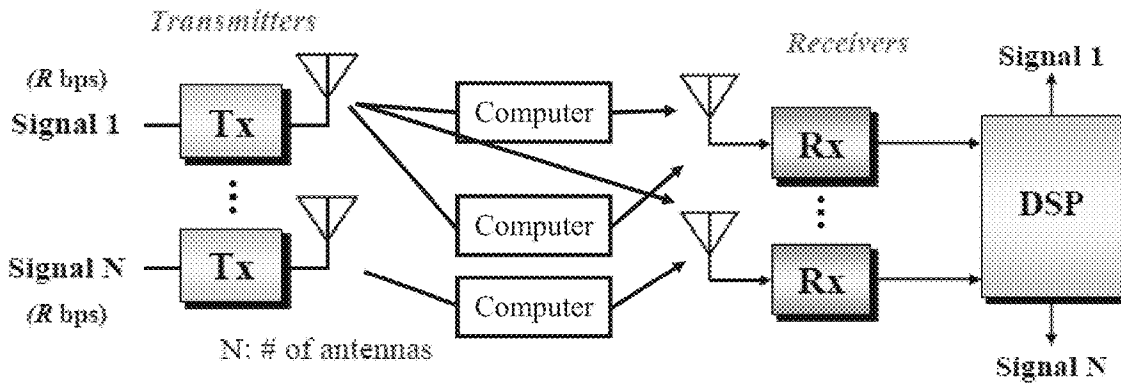 Transmitters
Receivers
(R bps)
Signal 1
Tx
Computer
Rx
Signal 1
DSP
Computer
Signal N
Tx
Computer
Rx
(R bps)
N: # of antennas
Signal N